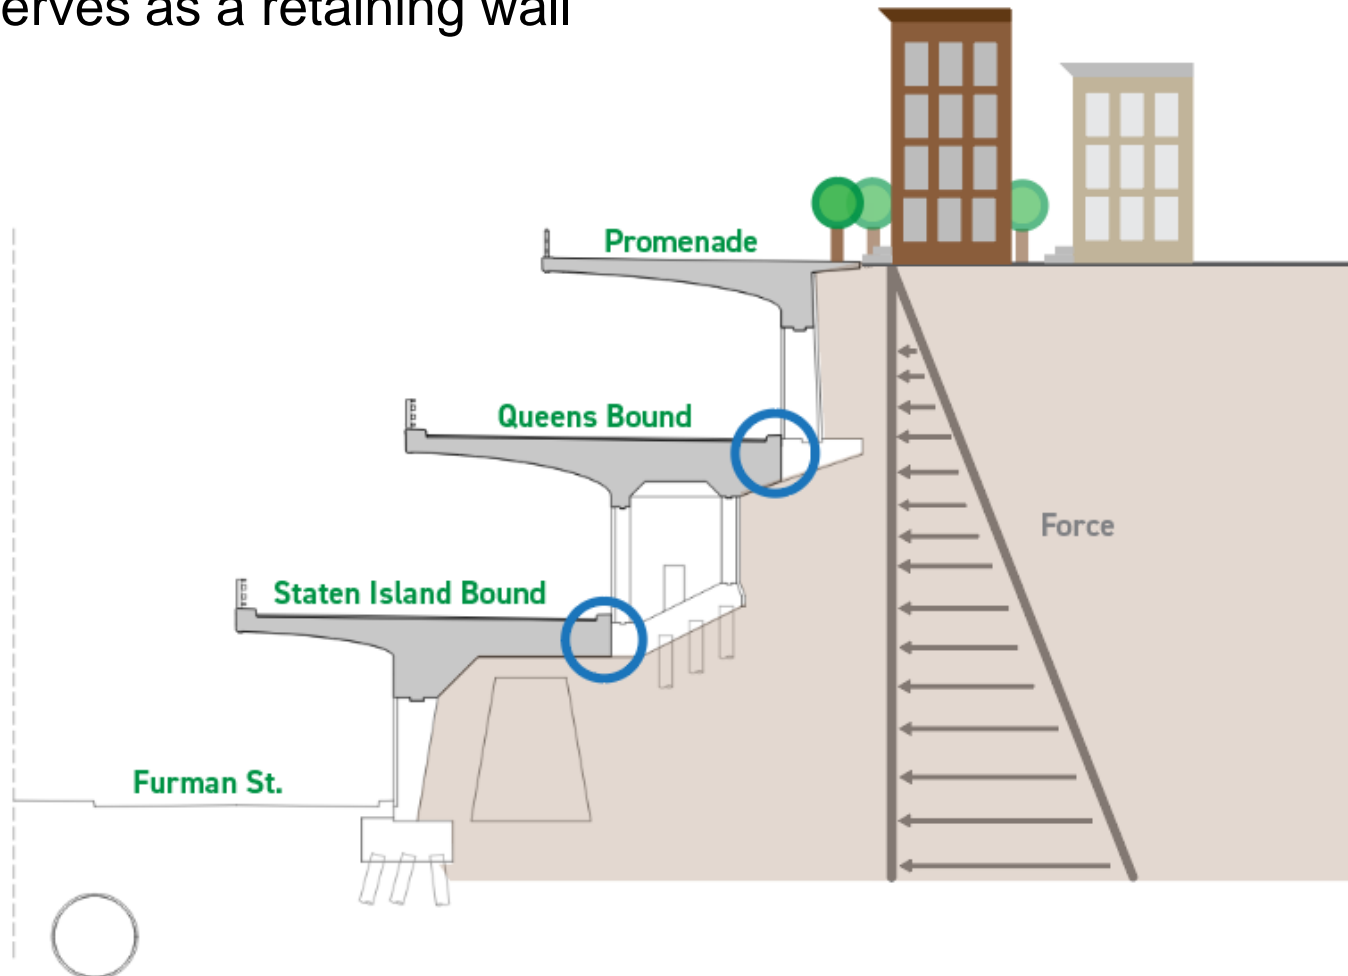 erves as a retaining wall
Promenade
Queens Bound
Force
Staten Island Bound
Furman St.